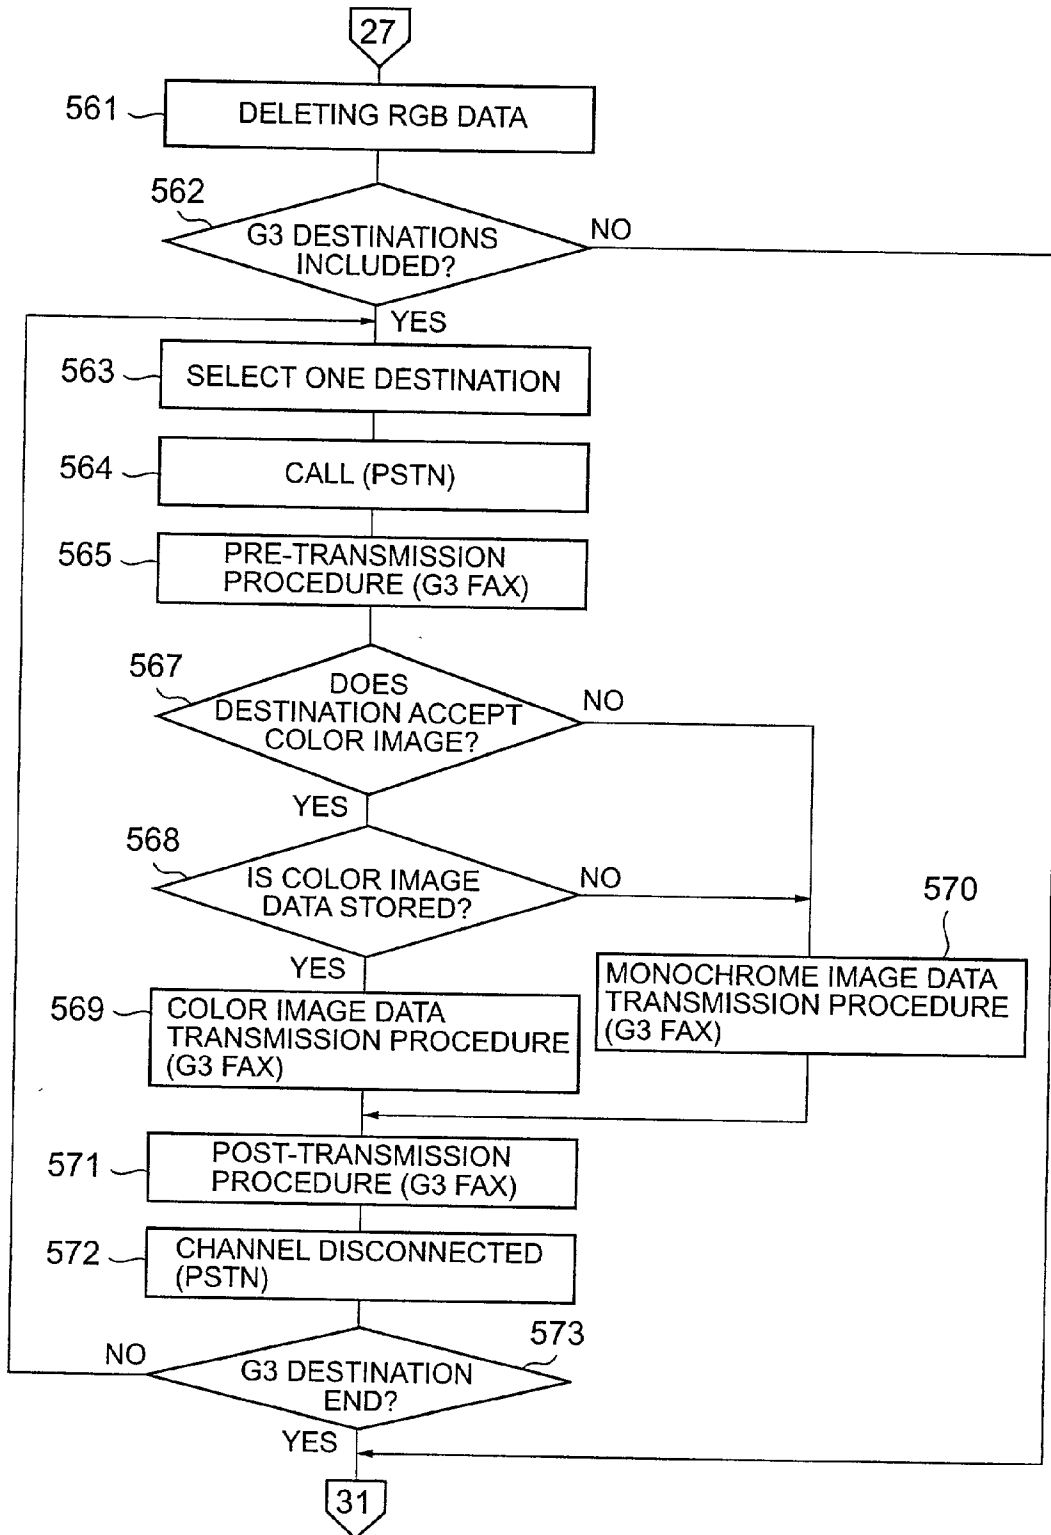 27
561
DELETING RGB DATA
562
G3 DESTINATIONS
INCLUDED?
NO
YES
563
SELECT ONE DESTINATION
564
CALL (PSTN)
565
PRE-TRANSMISSION
PROCEDURE (G3 FAX)
567
DOES
DESTINATION ACCEPT
COLOR IMAGE?
NO
YES
568
IS COLOR IMAGE
DATA STORED?
NO
YES
570
MONOCHROME IMAGE DATA
TRANSMISSION PROCEDURE
(G3 FAX)
569
COLOR IMAGE DATA
TRANSMISSION PROCEDURE
(G3 FAX)
571
POST-TRANSMISSION
PROCEDURE (G3 FAX)
572
CHANNEL DISCONNECTED
(PSTN)
573
G3 DESTINATION
END?
NO
YES
31